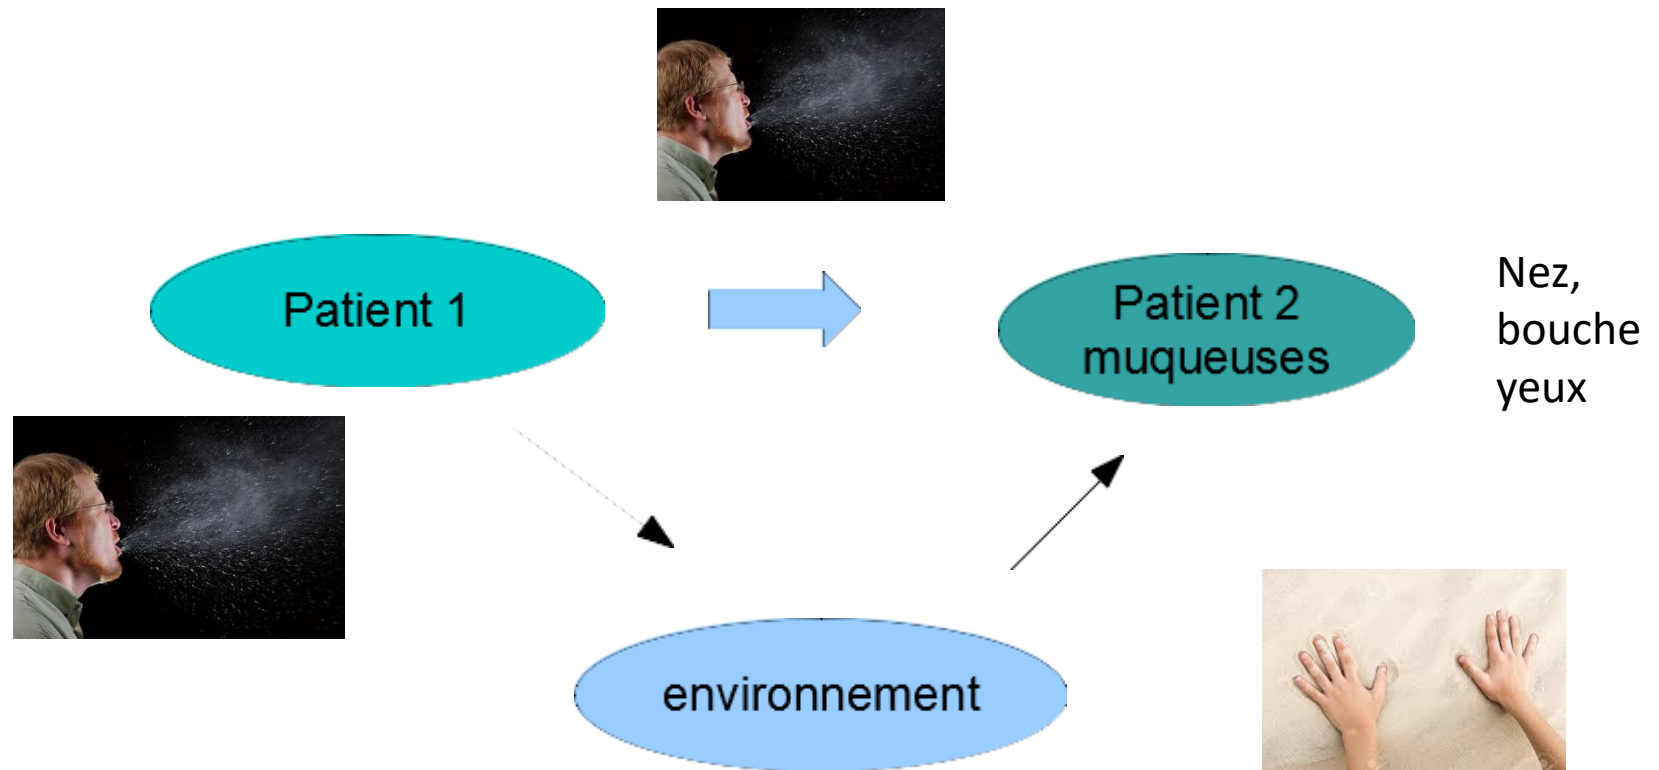 Patient 1
Patient 2
muqueuses
Nez,
bouche
yeux
environnement